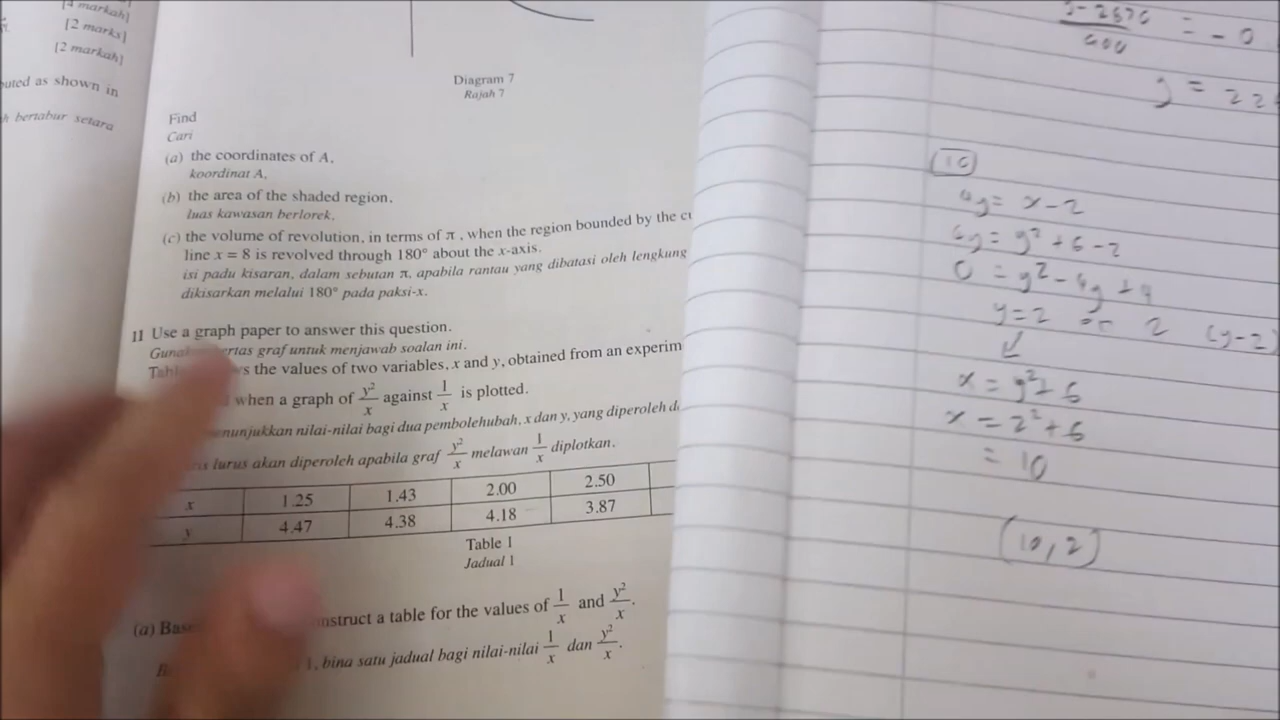 [4 markah]
[2 marks]
[2 markah]
uted as shown in
h bertabur setara
Diagram 7
Rajah 7
Find
Cari
(a) the coordinates of A,
koordinat A,
(b) the area of the shaded region,
luas kawasan berlorek,
(c) the volume of revolution, in terms of π, when the region bounded by the cu
line x = 8 is revolved through 180° about the x-axis.
isi padu kisaran, dalam sebutan π, apabila rantau yang dibatasi oleh lengkung
dikisarkan melalui 180° pada paksi-x.
11 Use a graph paper to answer this question.
kertas graf untuk menjawab soalan ini.
the values of two variables, x and y, obtained from an experim
when a graph of y²/x against 1/x is plotted.
menunjukkan nilai-nilai bagi dua pembolehubah, x dan y, yang diperoleh d
lurus akan diperoleh apabila graf y²/x melawan 1/x diplotkan.
x 1.25 1.43 2.00 2.50
y 4.47 4.38 4.18 3.87
Table 1
Jadual 1
(a) construct a table for the values of 1/x and y²/x.
1, bina satu jadual bagi nilai-nilai 1/x dan y²/x.
= - 0
y = 22
10
4y = x - 2
4y = y² + 6 - 2
0 = y² - 4y + 4
y = 2 or 2 (y-2)
x = y² + 6
x = 2² + 6
= 10
(10, 2)